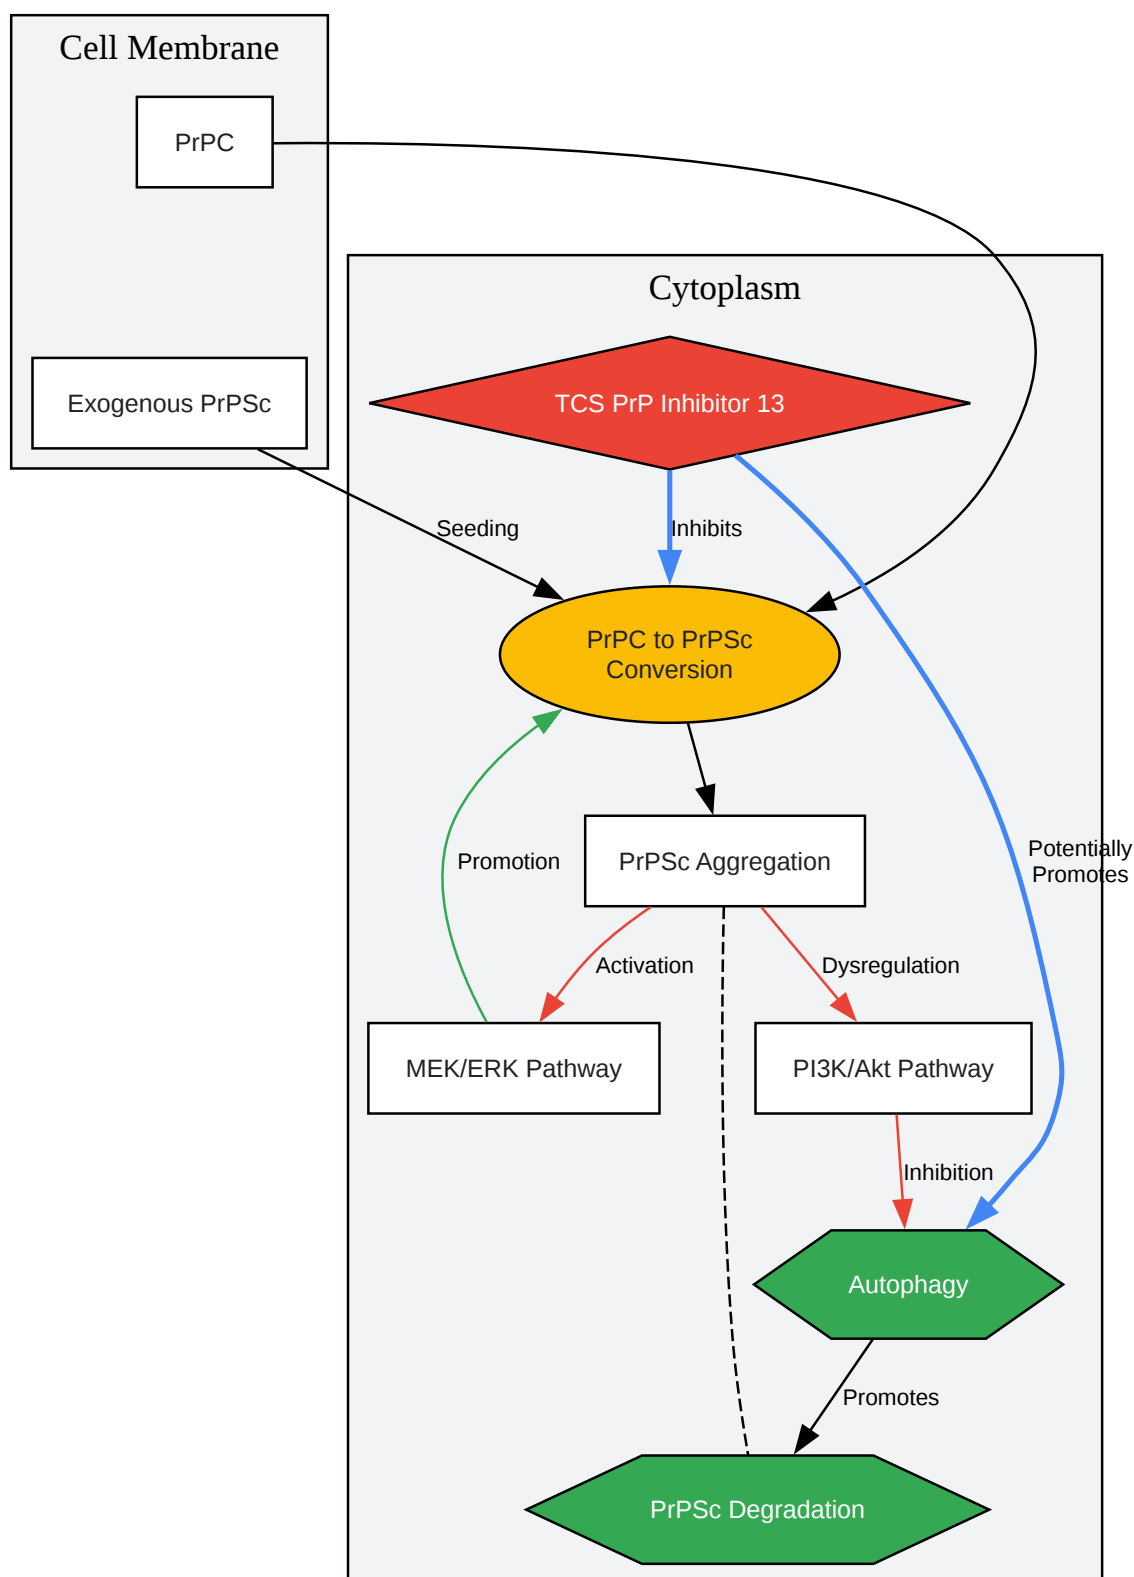 Cell Membrane
PrPC
Cytoplasm
Exogenous PrPSc
TCS PrP Inhibitor 13
Seeding
Inhibits
PrPC to PrPSc
Conversion
Potentially
Promotes
Promotion
PrPSc Aggregation
Activation
Dysregulation
MEK/ERK Pathway
PI3K/Akt Pathway
Inhibition
Autophagy
Promotes
PrPSc Degradation